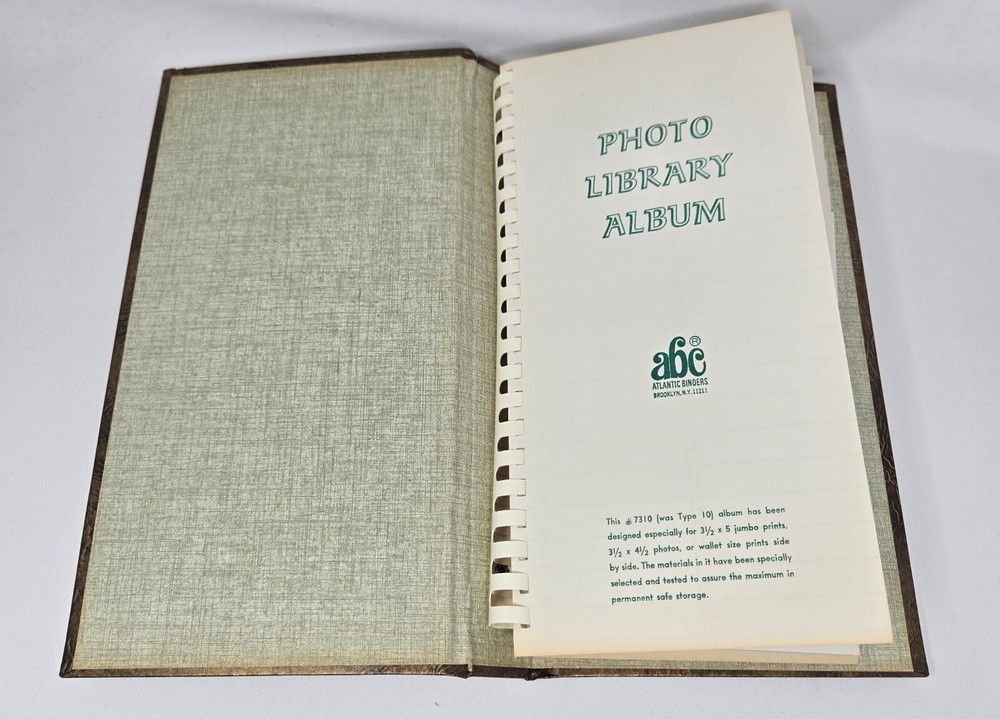 PHOTO
LIBRARY
ALBUM
abc®
ATLANTIC BINDERS
BROOKLYN, N.Y. 11211
This #7310 (was Type 10) album has been
designed especially for 3½ x 5 jumbo prints,
3½ x 4½ photos, or wallet size prints side
by side. The materials in it have been specially
selected and tested to assure the maximum in
permanent safe storage.